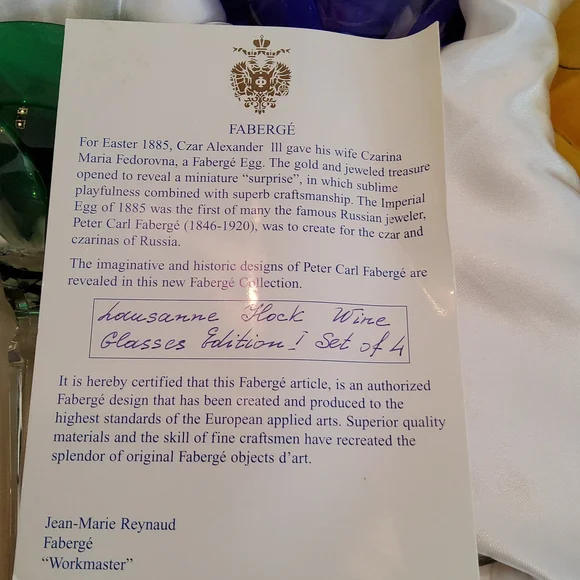 FABERGÉ
For Easter 1885, Czar Alexander lll gave his wife Czarina
Maria Fedorovna, a Fabergé Egg. The gold and jeweled treasure
opened to reveal a miniature “surprise”, in which sublime
playfulness combined with superb craftsmanship. The Imperial
Egg of 1885 was the first of many the famous Russian jeweler,
Peter Carl Fabergé (1846-1920), was to create for the czar and
czarinas of Russia.
The imaginative and historic designs of Peter Carl Fabergé are
revealed in this new Fabergé Collection.
Lausanne Hock Wine
Glasses Edition I Set of 4
It is hereby certified that this Fabergé article, is an authorized
Fabergé design that has been created and produced to the
highest standards of the European applied arts. Superior quality
materials and the skill of fine craftsmen have recreated the
splendor of original Fabergé objects d’art.
Jean-Marie Reynaud
Fabergé
“Workmaster”